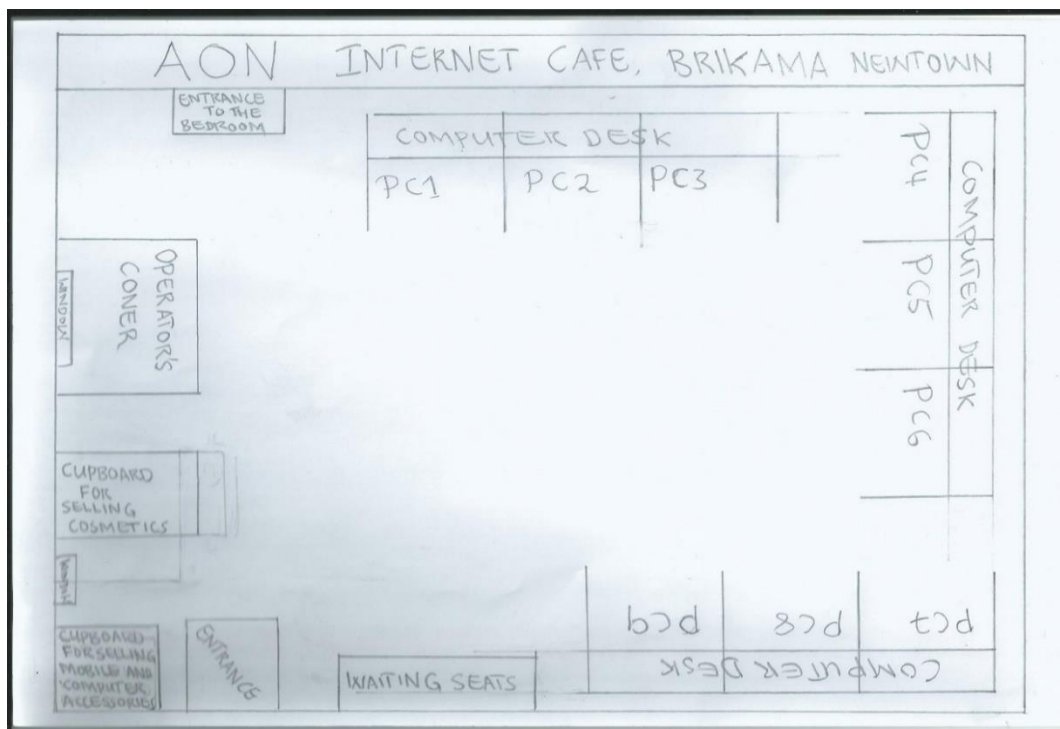 AON INTERNET CAFE, BRIKAMA NEWTOWN
ENTRANCE
TO THE
BEDROOM
COMPUTER DESK
PC1 PC2 PC3
PC4
PC5
PC6
COMPUTER DESK
OPERATOR'S
CONER
WINDOW
CUPBOARD
FOR
SELLING
COSMETICS
WINDOW
CUPBOARD
FOR SELLING
MOBILE AND
COMPUTER
ACCESSORIES
ENTRANCE
WAITING SEATS
PC7 PC8 PC9
COMPUTER DESK